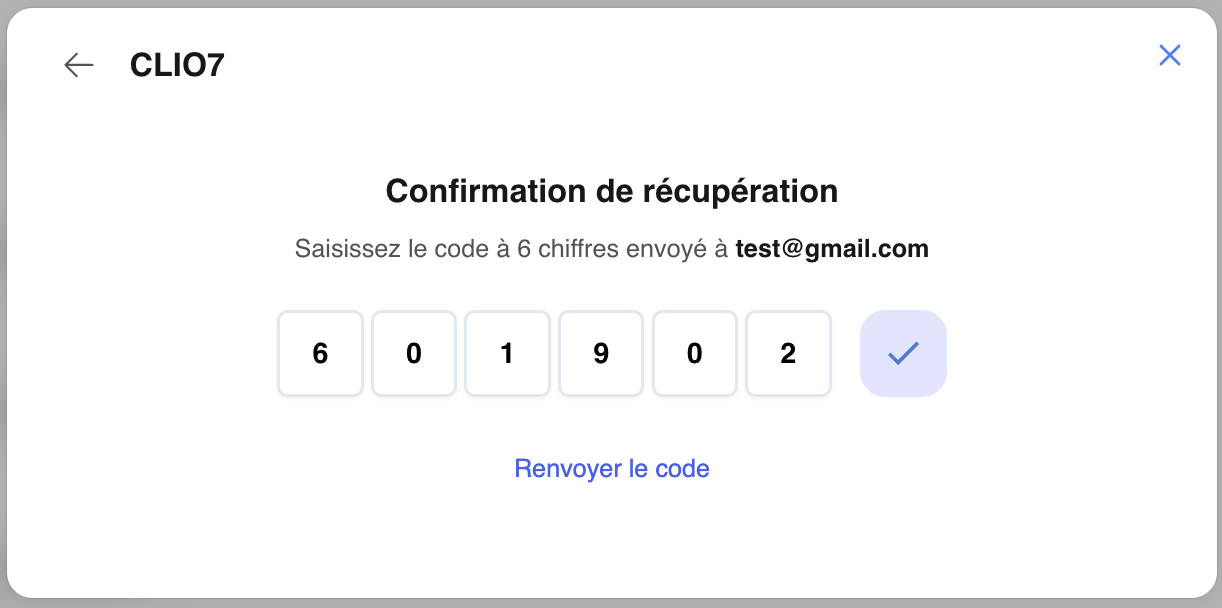 CLIO7
Confirmation de récupération
Saisissez le code à 6 chiffres envoyé à test@gmail.com
6 0 1 9 0 2
Renvoyer le code